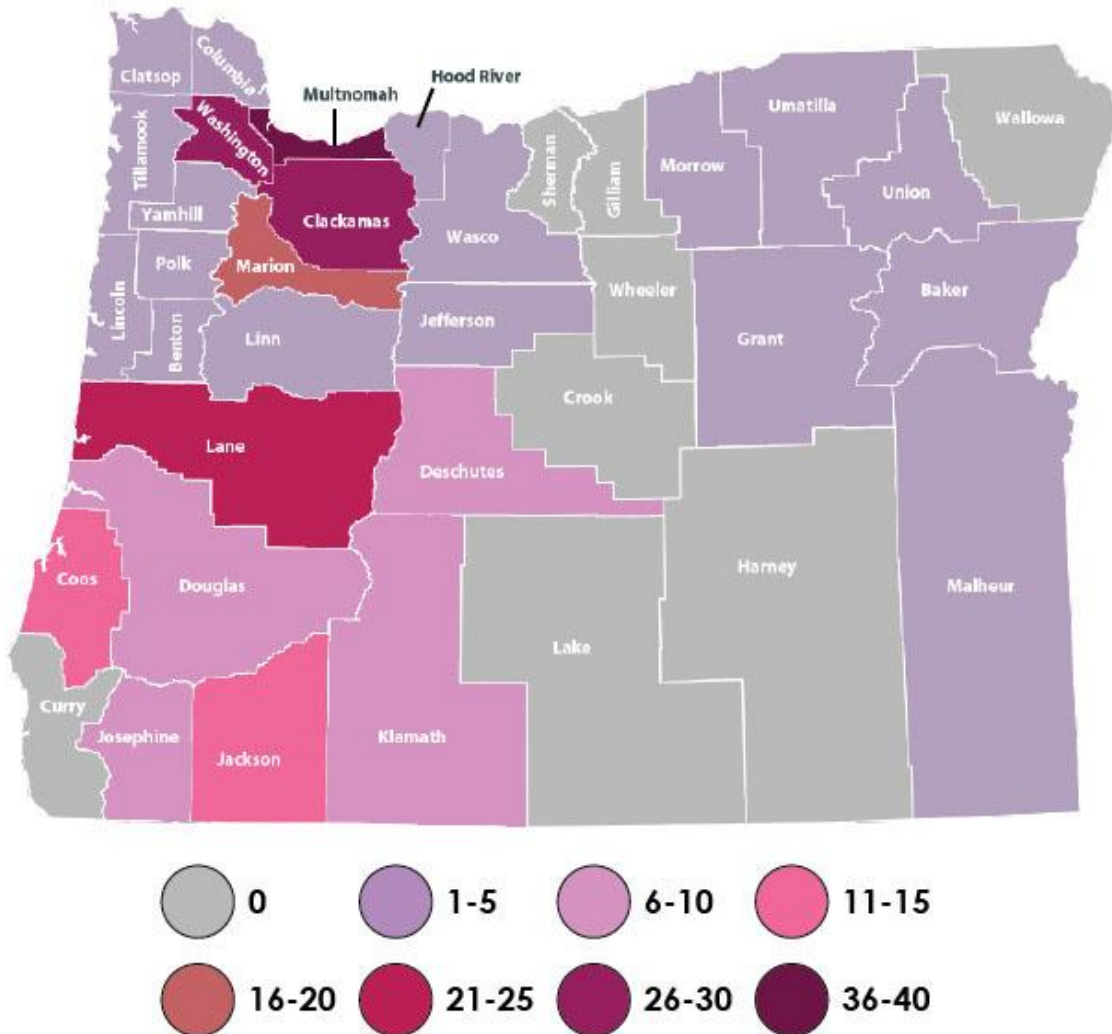 Clatsop
Columbia
Multnomah
Hood River
Washington
Tillamook
Yamhill
Clackamas
Wasco
Sherman
Gilliam
Morrow
Umatilla
Union
Wallowa
Polk
Marion
Lincoln
Benton
Linn
Jefferson
Wheeler
Grant
Baker
Crook
Lane
Deschutes
Coos
Douglas
Harney
Malheur
Lake
Curry
Josephine
Jackson
Klamath
0 1-5 6-10 11-15
16-20 21-25 26-30 36-40